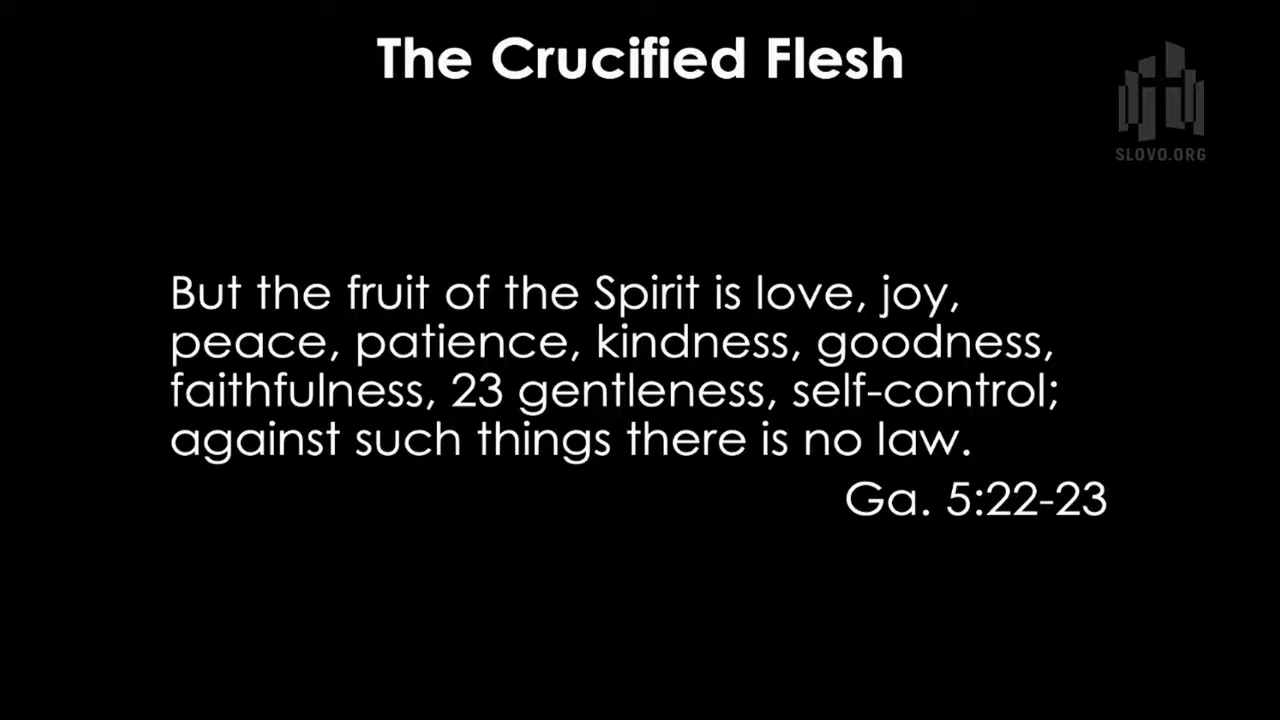 The Crucified Flesh
SLOVO.ORG
But the fruit of the Spirit is love, joy,
peace, patience, kindness, goodness,
faithfulness, 23 gentleness, self-control;
against such things there is no law.
Ga. 5:22-23